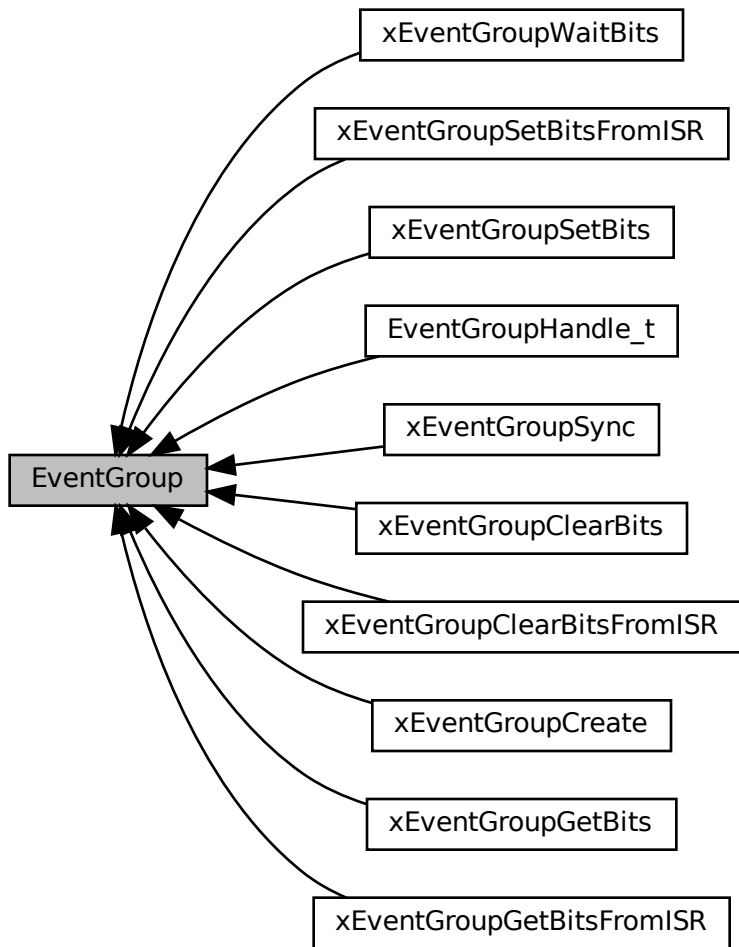 xEventGroupWaitBits
xEventGroupSetBitsFromISR
xEventGroupSetBits
EventGroupHandle_t
xEventGroupSync
EventGroup
xEventGroupClearBits
xEventGroupClearBitsFromISR
xEventGroupCreate
xEventGroupGetBits
xEventGroupGetBitsFromISR